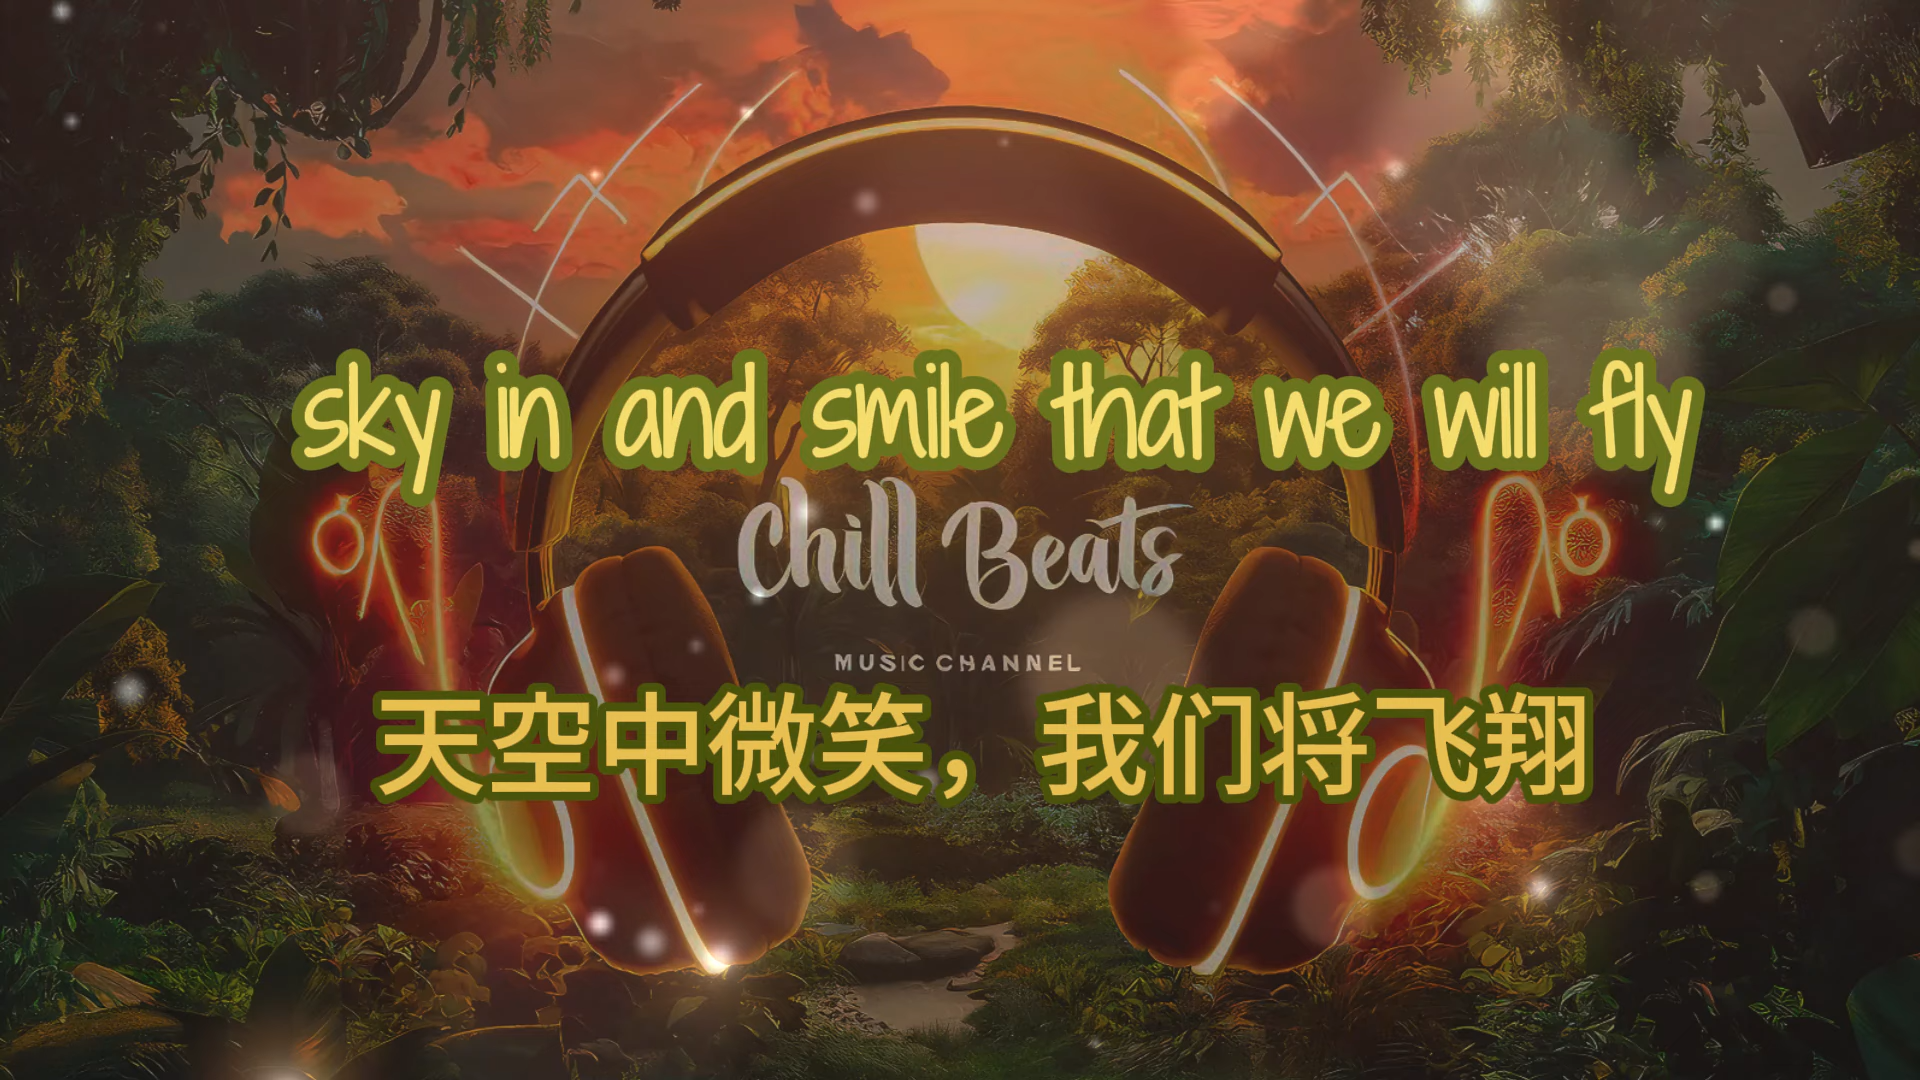 sky in and smile that we will fly
Chill Beats
MUSIC CHANNEL
天空中微笑，我们将飞翔